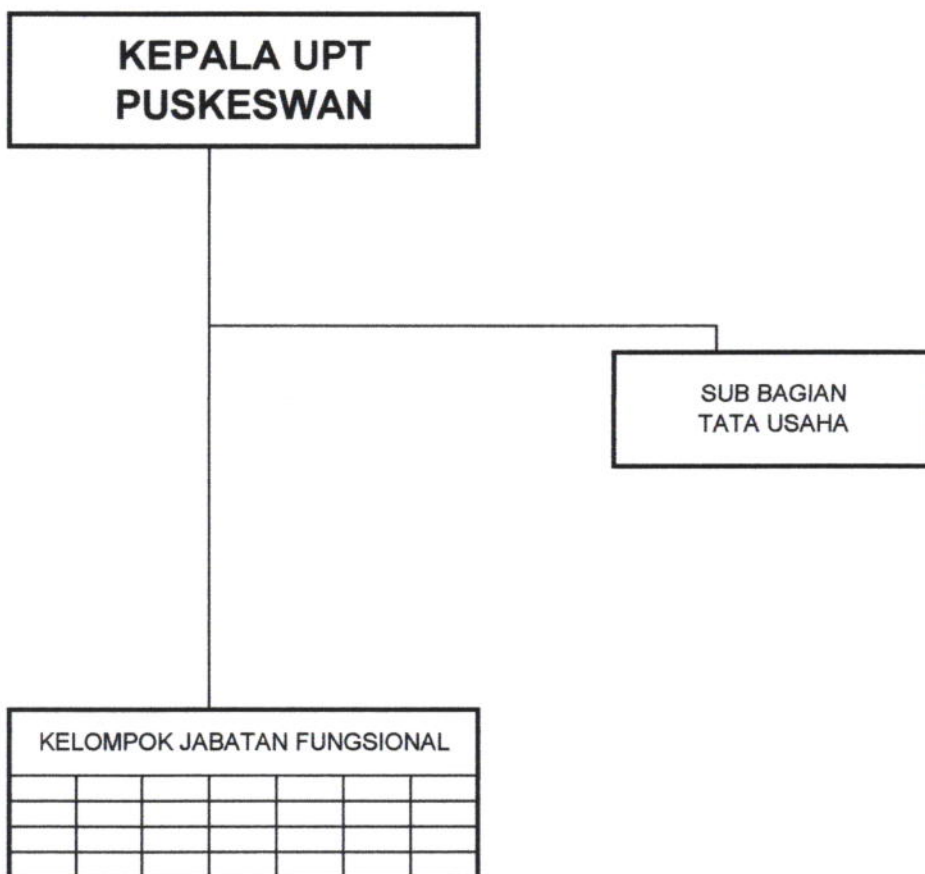 KEPALA UPT
PUSKESWAN
SUB BAGIAN
TATA USAHA
KELOMPOK JABATAN FUNGSIONAL